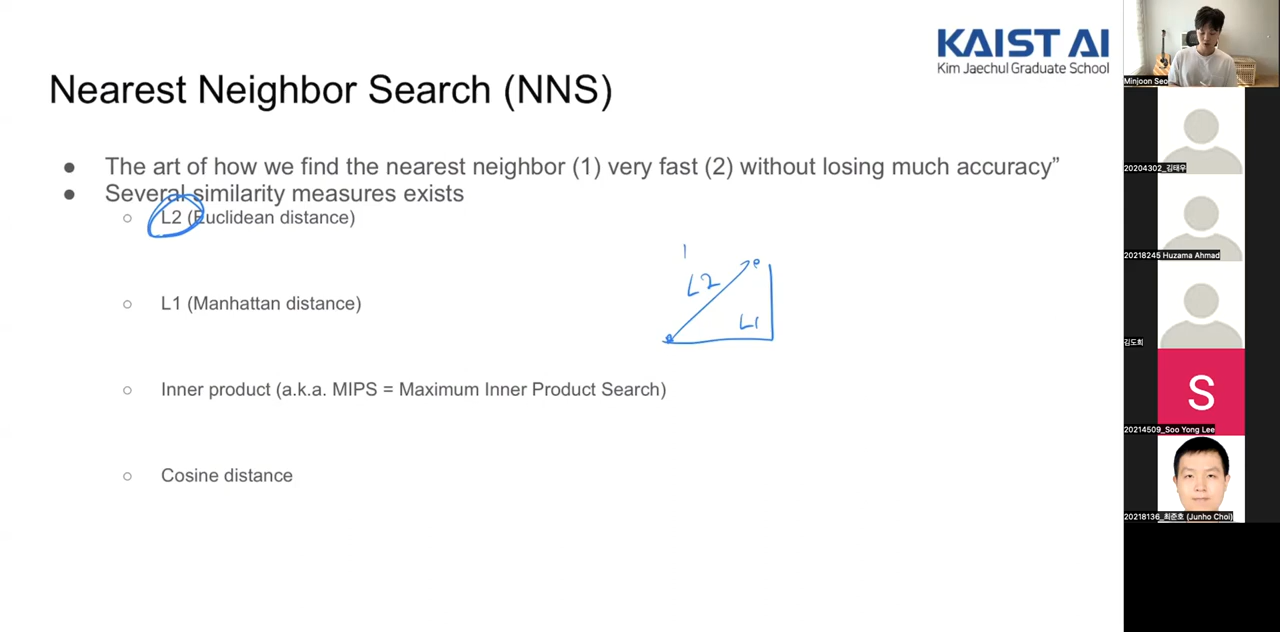 KAIST AI
Kim Jaechul Graduate School
Nearest Neighbor Search (NNS)
● The art of how we find the nearest neighbor (1) very fast (2) without losing much accuracy”
● Several similarity measures exists
○ L2 (Euclidean distance)
L2
L1
○ L1 (Manhattan distance)
○ Inner product (a.k.a. MIPS = Maximum Inner Product Search)
○ Cosine distance
Minjoon Seo
20204302_김태우
20218245 Huzama Ahmad
김도희
S
20214509_Soo Yong Lee
20218136_최준호 (Junho Choi)